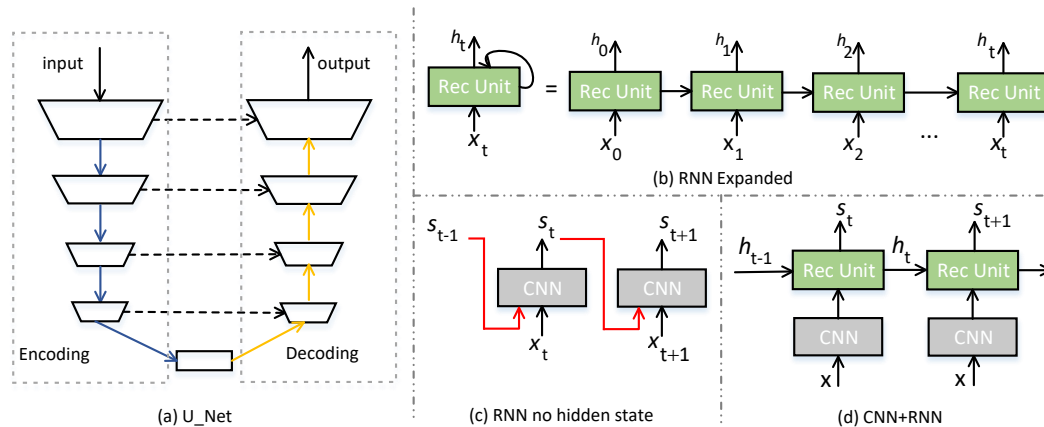 input
output
Encoding
Decoding
(a) U_Net
h_t
h_0
h_1
h_2
h_t
Rec Unit
=
Rec Unit
Rec Unit
Rec Unit
Rec Unit
x_t
x_0
x_1
x_2
...
x_t
(b) RNN Expanded
s_t-1
s_t
s_t+1
CNN
CNN
x_t
x_t+1
(c) RNN no hidden state
s_t
s_t+1
h_t-1
h_t
Rec Unit
Rec Unit
CNN
CNN
x
x
(d) CNN+RNN